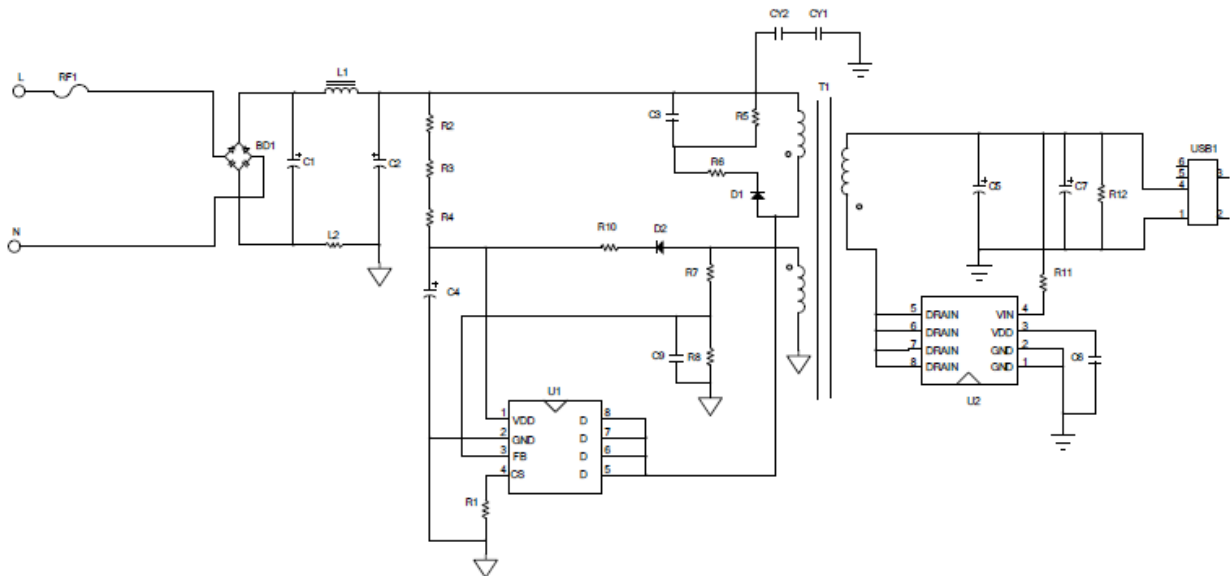 CY2 CY1
L RF1 L1 T1
C3 R5
R2
BD1 C1 C2 R3 R6 USB1
6
5
4 3
D1 C5 C7 R12
R4 1 2
N L2 R10 D2
R7 R11
C4
5 DRAIN VIN 4
6 DRAIN VDD 3
7 DRAIN GND 2
8 DRAIN GND 1
C9 R8 C6
U2
U1
1 VDD D 8
2 GND D 7
3 FB D 6
4 CS D 5
R1